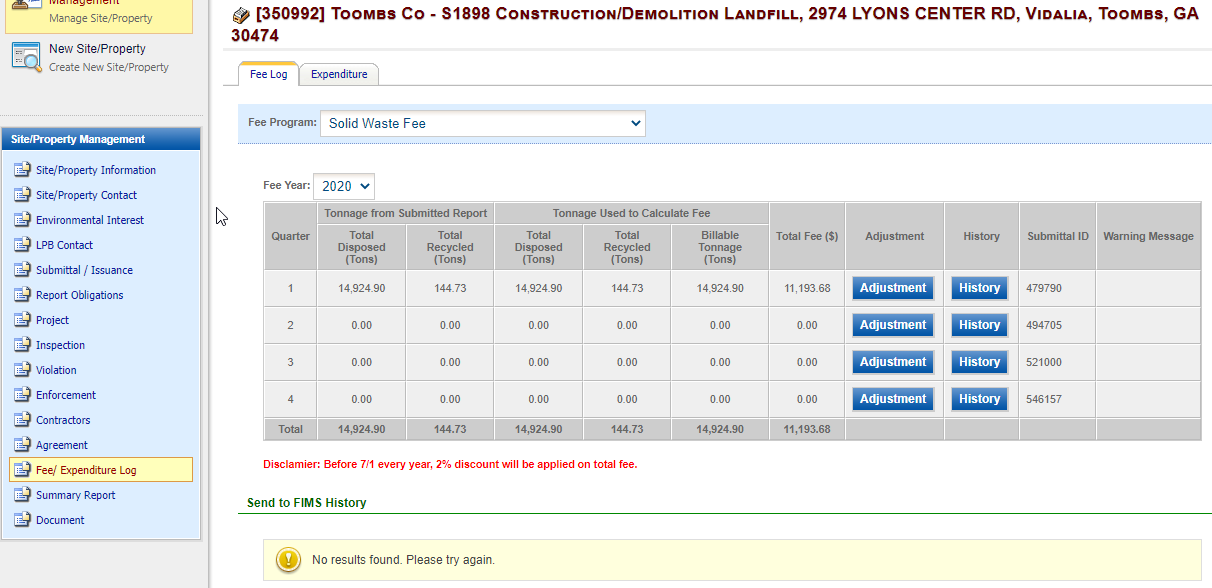 Management
Manage Site/Property
New Site/Property
Create New Site/Property
Site/Property Management
Site/Property Information
Site/Property Contact
Environmental Interest
LPB Contact
Submittal / Issuance
Report Obligations
Project
Inspection
Violation
Enforcement
Contractors
Agreement
Fee/ Expenditure Log
Summary Report
Document
[350992] Toombs Co - S1898 Construction/Demolition Landfill, 2974 LYONS CENTER RD, Vidalia, Toombs, GA
30474
Fee Log Expenditure
Fee Program: Solid Waste Fee
Fee Year: 2020
Quarter Tonnage from Submitted Report Tonnage Used to Calculate Fee Total Fee ($) Adjustment History Submittal ID Warning Message
Total Disposed (Tons) Total Recycled (Tons) Total Disposed (Tons) Total Recycled (Tons) Billable Tonnage (Tons)
1 14,924.90 144.73 14,924.90 144.73 14,924.90 11,193.68 Adjustment History 479790
2 0.00 0.00 0.00 0.00 0.00 0.00 Adjustment History 494705
3 0.00 0.00 0.00 0.00 0.00 0.00 Adjustment History 521000
4 0.00 0.00 0.00 0.00 0.00 0.00 Adjustment History 546157
Total 14,924.90 144.73 14,924.90 144.73 14,924.90 11,193.68
Disclamier: Before 7/1 every year, 2% discount will be applied on total fee.
Send to FIMS History
No results found. Please try again.